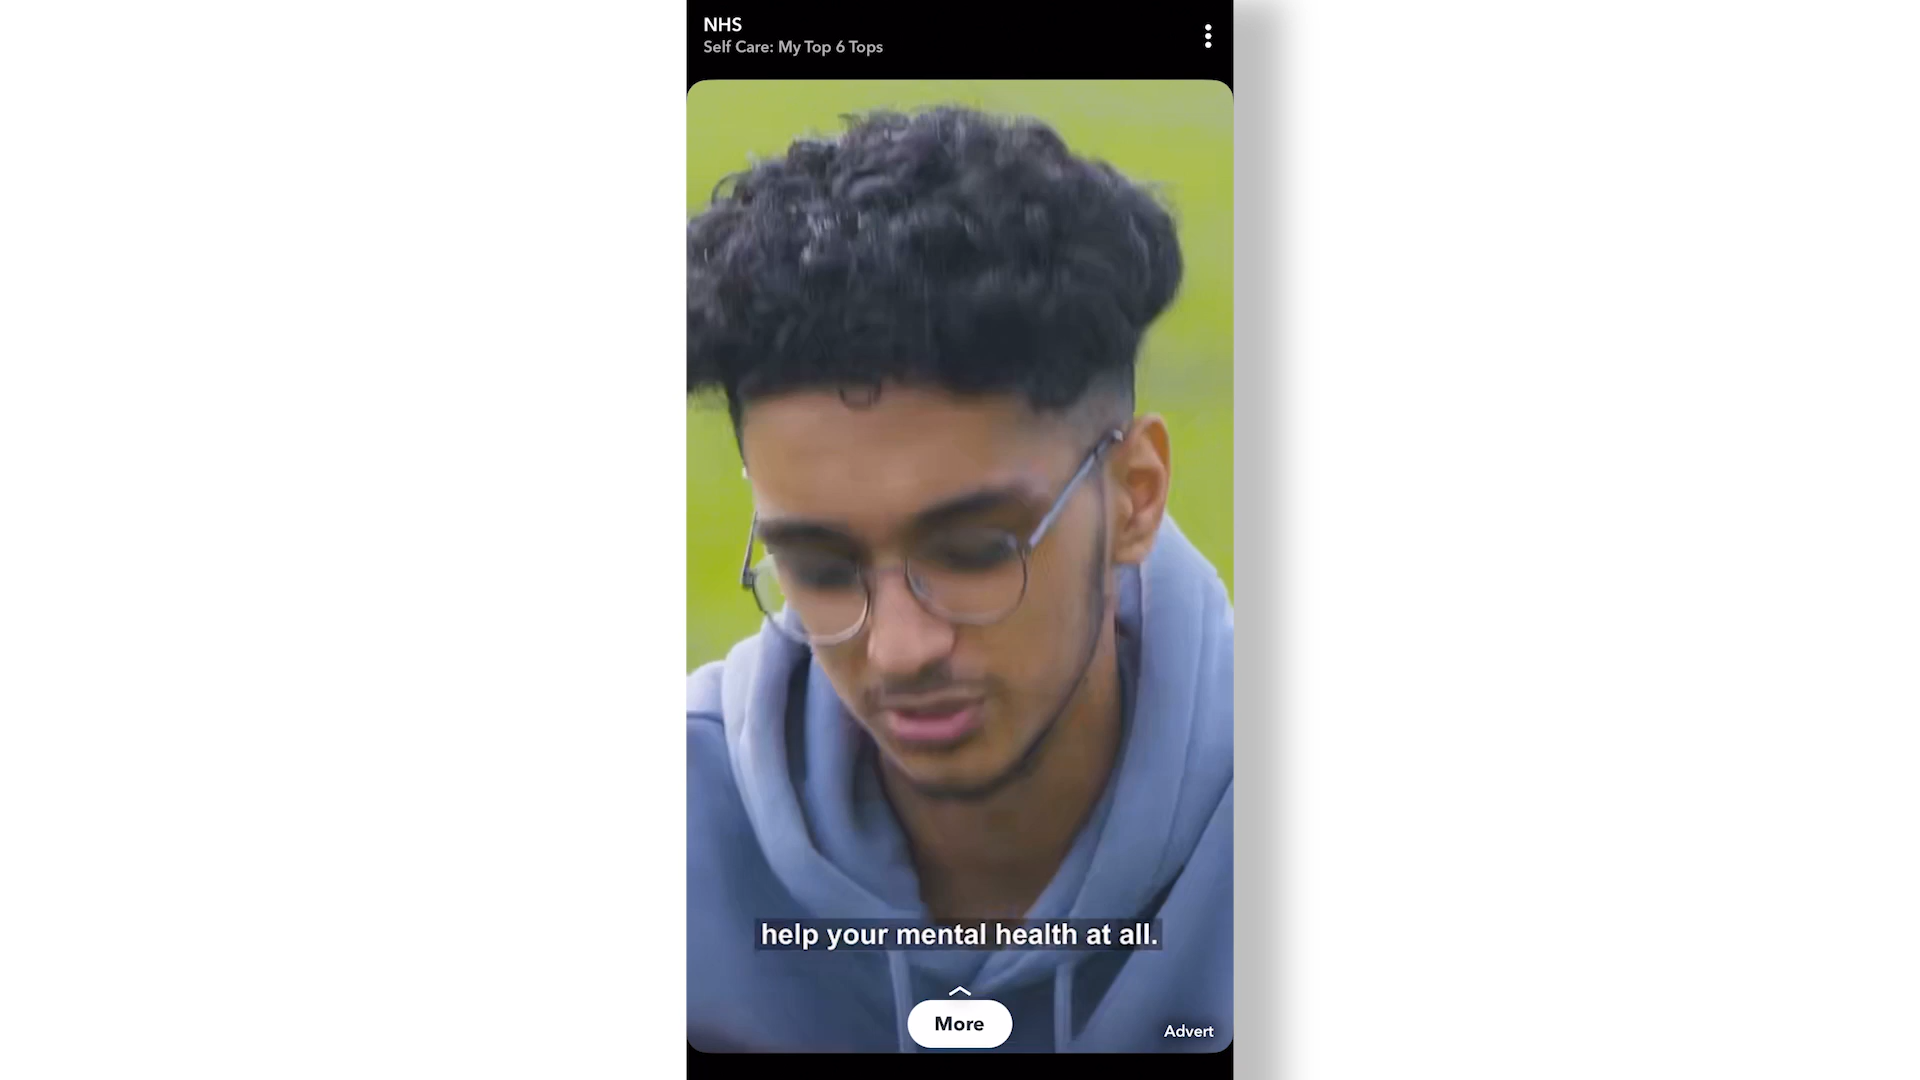 NHS
Self Care: My Top 6 Tops
help your mental health at all.
More
Advert